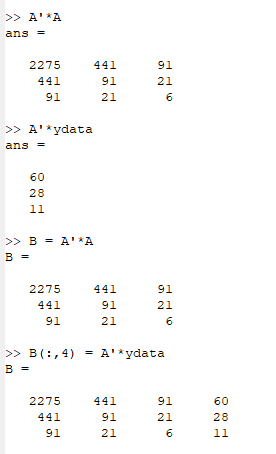 >> A'*A
ans =
2275 441 91
441 91 21
91 21 6
>> A'*ydata
ans =
60
28
11
>> B = A'*A
B =
2275 441 91
441 91 21
91 21 6
>> B(:,4) = A'*ydata
B =
2275 441 91 60
441 91 21 28
91 21 6 11